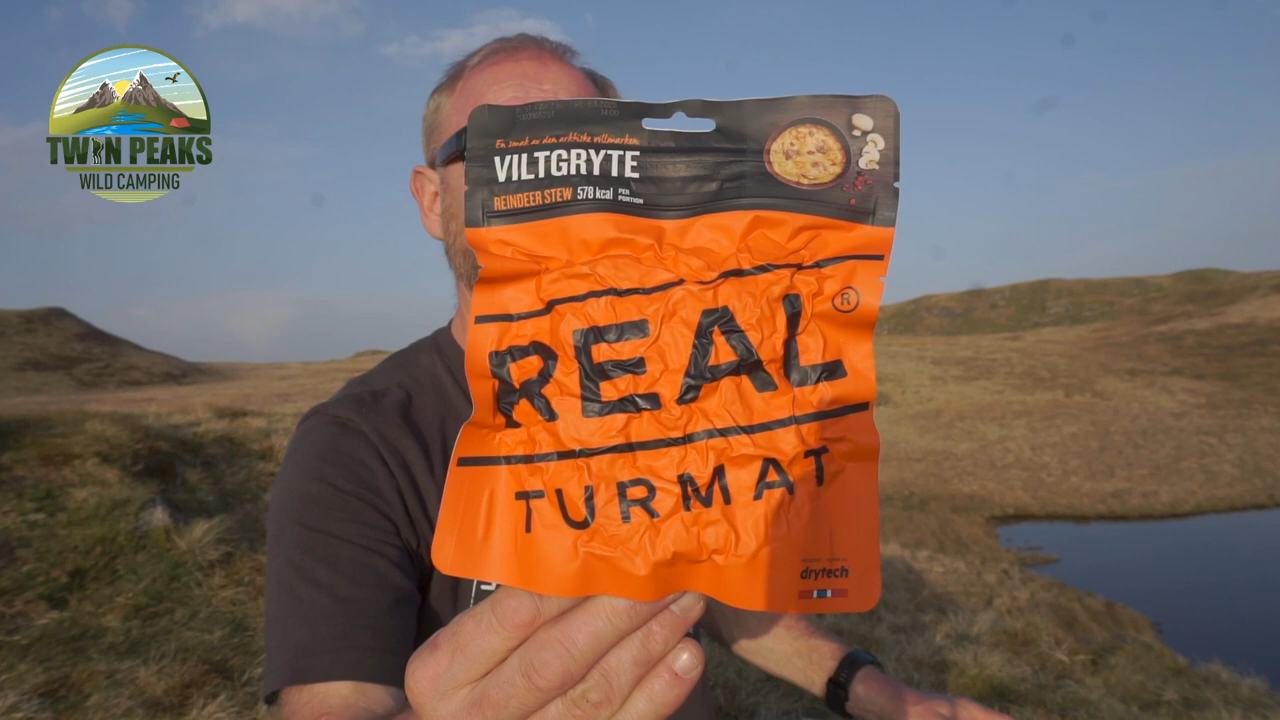 TWIN PEAKS
WILD CAMPING
En smak av den arktiske villmarken
VILTGRYTE
REINDEER STEW 578 kcal PER PORTION
REAL®
TURMAT
drytech